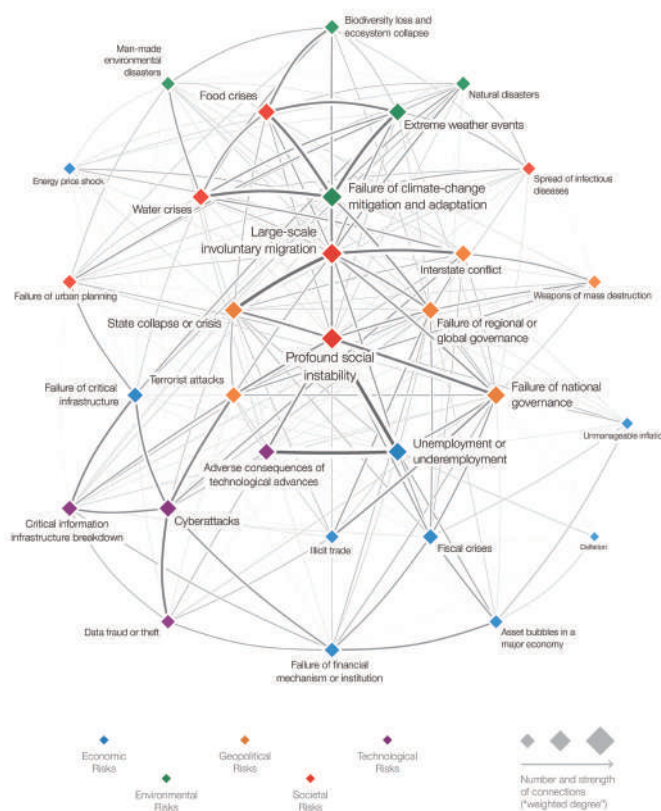 Biodiversity loss and
ecosystem collapse
Man-made
environmental
disasters
Food crises
Natural disasters
Extreme weather events
Energy price shock
Water crises
Failure of climate-change
mitigation and adaptation
Spread of infectious
diseases
Large-scale
involuntary migration
Interstate conflict
Failure of urban planning
Weapons of mass destruction
State collapse or crisis
Failure of regional or
global governance
Profound social
instability
Failure of critical
infrastructure
Terrorist attacks
Failure of national
governance
Unmanageable inflation
Adverse consequences of
technological advances
Unemployment or
underemployment
Critical information
infrastructure breakdown
Cyberattacks
Illicit trade
Fiscal crises
Deflation
Data fraud or theft
Failure of financial
mechanism or institution
Asset bubbles in a
major economy
Economic
Risks
Geopolitical
Risks
Technological
Risks
Environmental
Risks
Societal
Risks
Number and strength
of connections
("weighted degree")